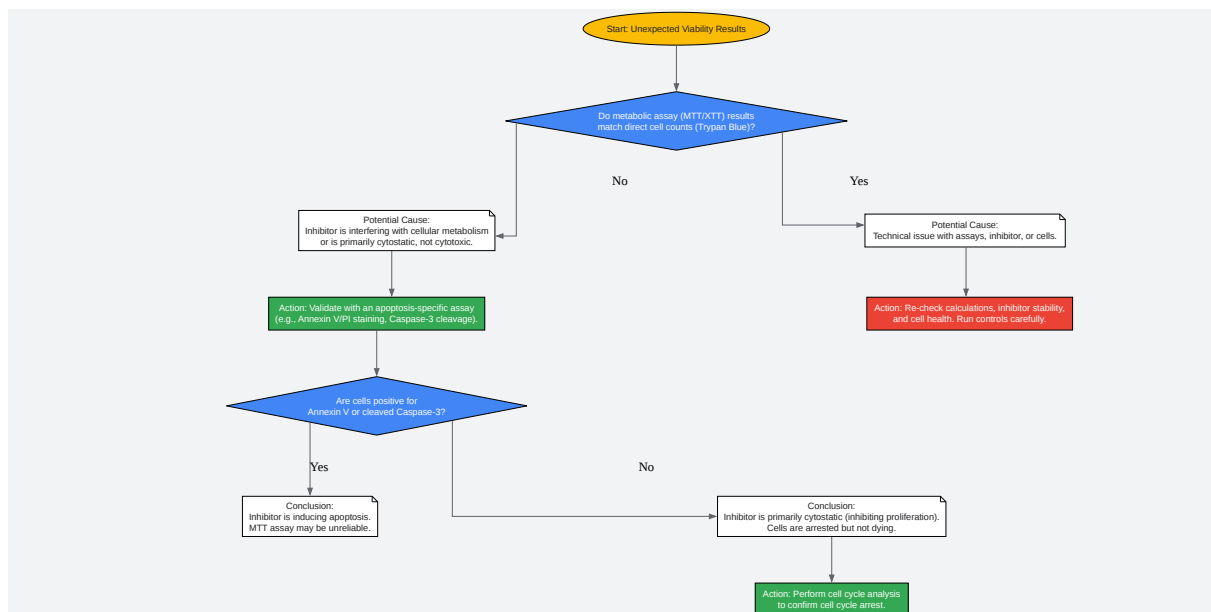 Start: Unexpected Viability Results
Do metabolic assay (MTT/XTT) results
match direct cell counts (Trypan Blue)?
No
Yes
Potential Cause:
Inhibitor is interfering with cellular metabolism
or is primarily cytostatic, not cytotoxic.
Potential Cause:
Technical issue with assays, inhibitor, or cells.
Action: Validate with an apoptosis-specific assay
(e.g., Annexin V/PI staining, Caspase-3 cleavage).
Action: Re-check calculations, inhibitor stability,
and cell health. Run controls carefully.
Are cells positive for
Annexin V or cleaved Caspase-3?
Yes
No
Conclusion:
Inhibitor is inducing apoptosis.
MTT assay may be unreliable.
Conclusion:
Inhibitor is primarily cytostatic (inhibiting proliferation).
Cells are arrested but not dying.
Action: Perform cell cycle analysis
to confirm cell cycle arrest.